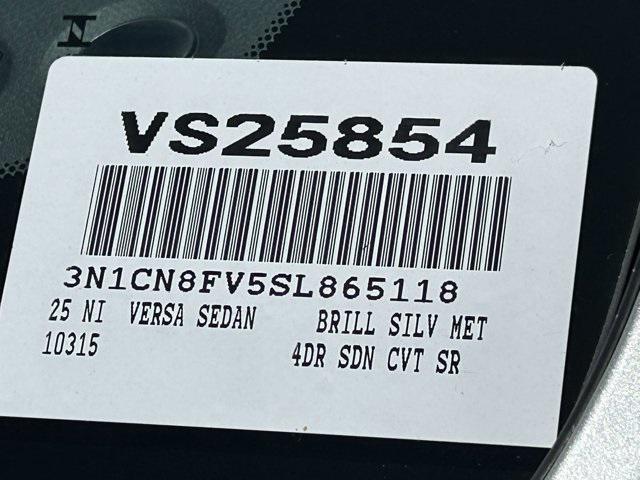 VS25854
3N1CN8FV5SL865118
25 NI VERSA SEDAN BRILL SILV MET
10315 4DR SDN CVT SR